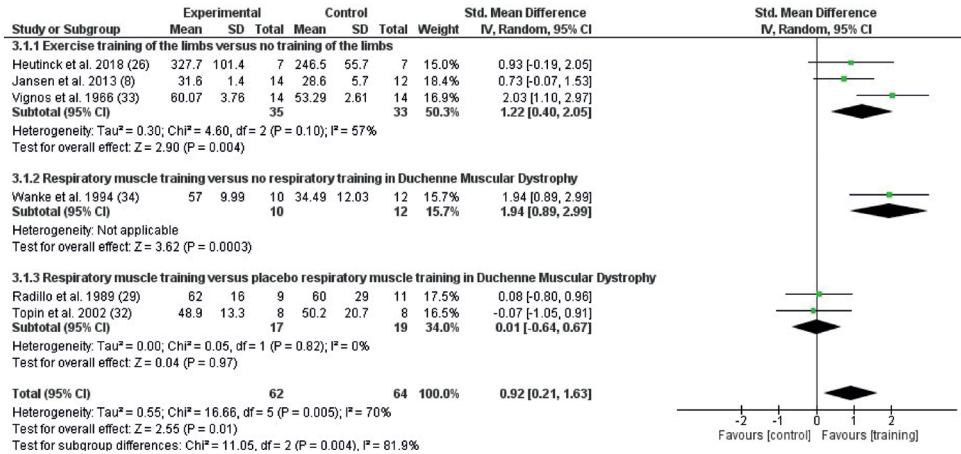 Experimental Control Std. Mean Difference Std. Mean Difference
Study or Subgroup Mean SD Total Mean SD Total Weight IV, Random, 95% CI IV, Random, 95% CI
3.1.1 Exercise training of the limbs versus no training of the limbs
Heutinck et al. 2018 (26) 327.7 101.4 7 246.5 55.7 7 15.0% 0.93 [-0.19, 2.05]
Jansen et al. 2013 (8) 31.6 1.4 14 28.6 5.7 12 18.4% 0.73 [-0.07, 1.53]
Vignos et al. 1966 (33) 60.07 3.76 14 53.29 2.61 14 16.9% 2.03 [1.10, 2.97]
Subtotal (95% CI) 35 33 50.3% 1.22 [0.40, 2.05]
Heterogeneity: Tau² = 0.30; Chi² = 4.60, df = 2 (P = 0.10); I² = 57%
Test for overall effect: Z = 2.90 (P = 0.004)
3.1.2 Respiratory muscle training versus no respiratory training in Duchenne Muscular Dystrophy
Wanke et al. 1994 (34) 57 9.99 10 34.49 12.03 12 15.7% 1.94 [0.89, 2.99]
Subtotal (95% CI) 10 12 15.7% 1.94 [0.89, 2.99]
Heterogeneity: Not applicable
Test for overall effect: Z = 3.62 (P = 0.0003)
3.1.3 Respiratory muscle training versus placebo respiratory muscle training in Duchenne Muscular Dystrophy
Radillo et al. 1989 (29) 62 16 9 60 29 11 17.5% 0.08 [-0.80, 0.96]
Topin et al. 2002 (32) 48.9 13.3 8 50.2 20.7 8 16.5% -0.07 [-1.05, 0.91]
Subtotal (95% CI) 17 19 34.0% 0.01 [-0.64, 0.67]
Heterogeneity: Tau² = 0.00; Chi² = 0.05, df = 1 (P = 0.82); I² = 0%
Test for overall effect: Z = 0.04 (P = 0.97)
Total (95% CI) 62 64 100.0% 0.92 [0.21, 1.63]
Heterogeneity: Tau² = 0.55; Chi² = 16.66, df = 5 (P = 0.005); I² = 70%
Test for overall effect: Z = 2.55 (P = 0.01)
Test for subgroup differences: Chi² = 11.05, df = 2 (P = 0.004), I² = 81.9%
-2 -1 0 1 2
Favours [control] Favours [training]